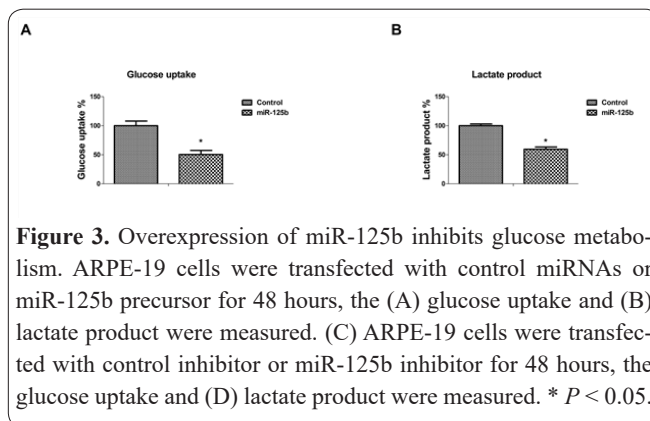 A
B
Glucose uptake
Lactate product
Glucose uptake %
150
100
50
0
*
Control
miR-125b
Lactate product %
150
100
50
0
*
Control
miR-125b
Figure 3. Overexpression of miR-125b inhibits glucose metabo-
lism. ARPE-19 cells were transfected with control miRNAs or
miR-125b precursor for 48 hours, the (A) glucose uptake and (B)
lactate product were measured. (C) ARPE-19 cells were transfec-
ted with control inhibitor or miR-125b inhibitor for 48 hours, the
glucose uptake and (D) lactate product were measured. * P < 0.05.